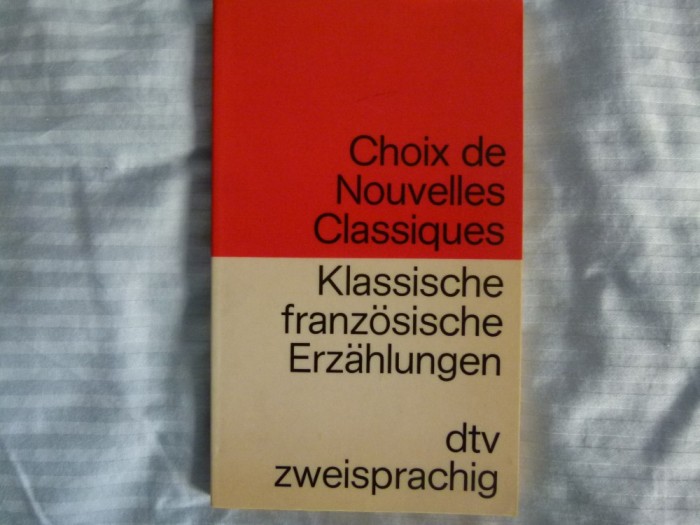 Choix de
Nouvelles
Classiques
Klassische
französische
Erzählungen
dtv
zweisprachig